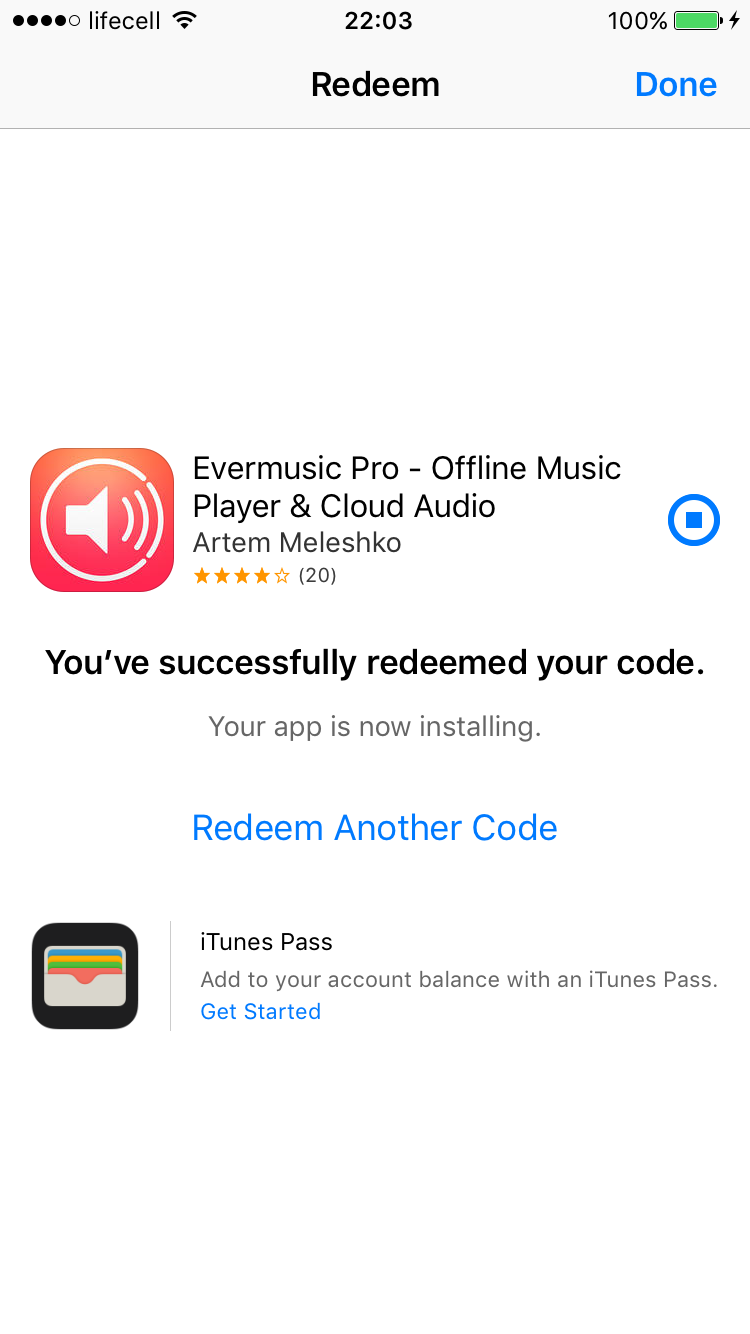 lifecell 22:03 100%
Redeem Done
Evermusic Pro - Offline Music
Player & Cloud Audio
Artem Meleshko
★★★★☆ (20)
You’ve successfully redeemed your code.
Your app is now installing.
Redeem Another Code
iTunes Pass
Add to your account balance with an iTunes Pass.
Get Started